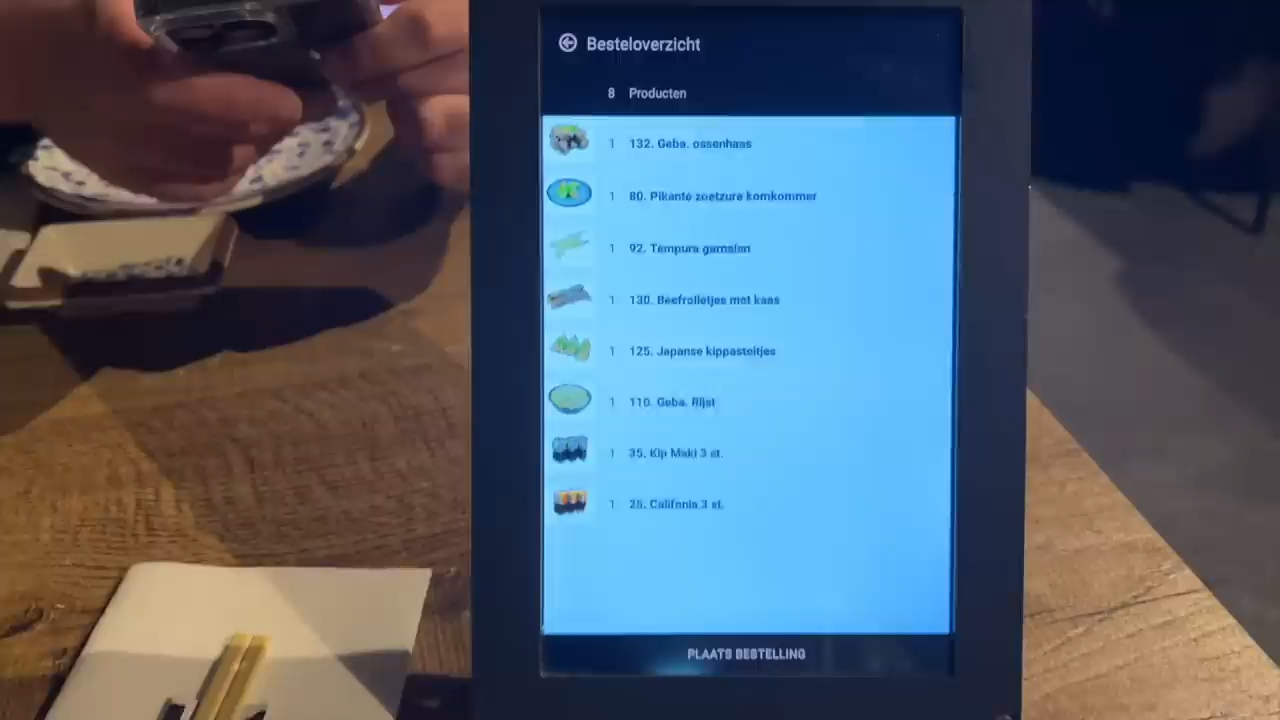 Besteloverzicht
8 Producten
1 132. Geba. ossenhaas
1 80. Pikante zoetzure komkommer
1 92. Tempura garnalen
1 130. Beefrolletjes met kaas
1 125. Japanse kippasteitjes
1 110. Geba. Rijst
1 35. Kip Maki 3 st.
1 25. Califonia 3 st.
PLAATS BESTELLING